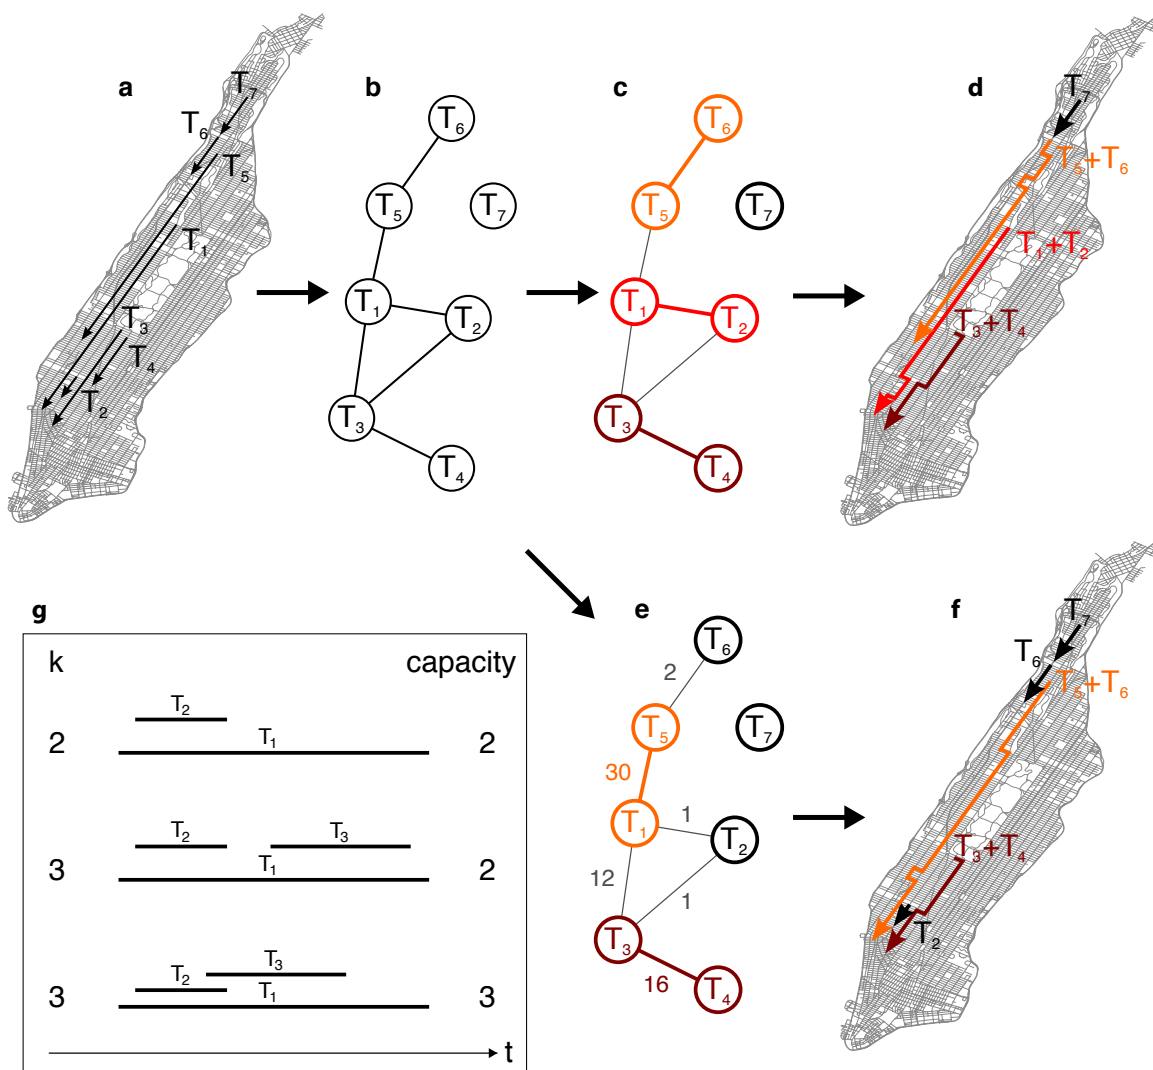 a
T₇
T₆
T₅
T₁
T₃
T₄
T₂
b
T₆
T₅
T₇
T₁
T₂
T₃
T₄
c
T₆
T₅
T₇
T₁
T₂
T₃
T₄
d
T₇
T₅+T₆
T₁+T₂
T₃+T₄
g
k capacity
T₂
2 T₁ 2
T₂ T₃
3 T₁ 2
T₃
T₂
3 T₁ 3
t
e
T₆
2
T₅
T₇
30
T₁
1
T₂
12
1
T₃
16
T₄
f
T₇
T₆
T₅+T₆
T₃+T₄
T₂